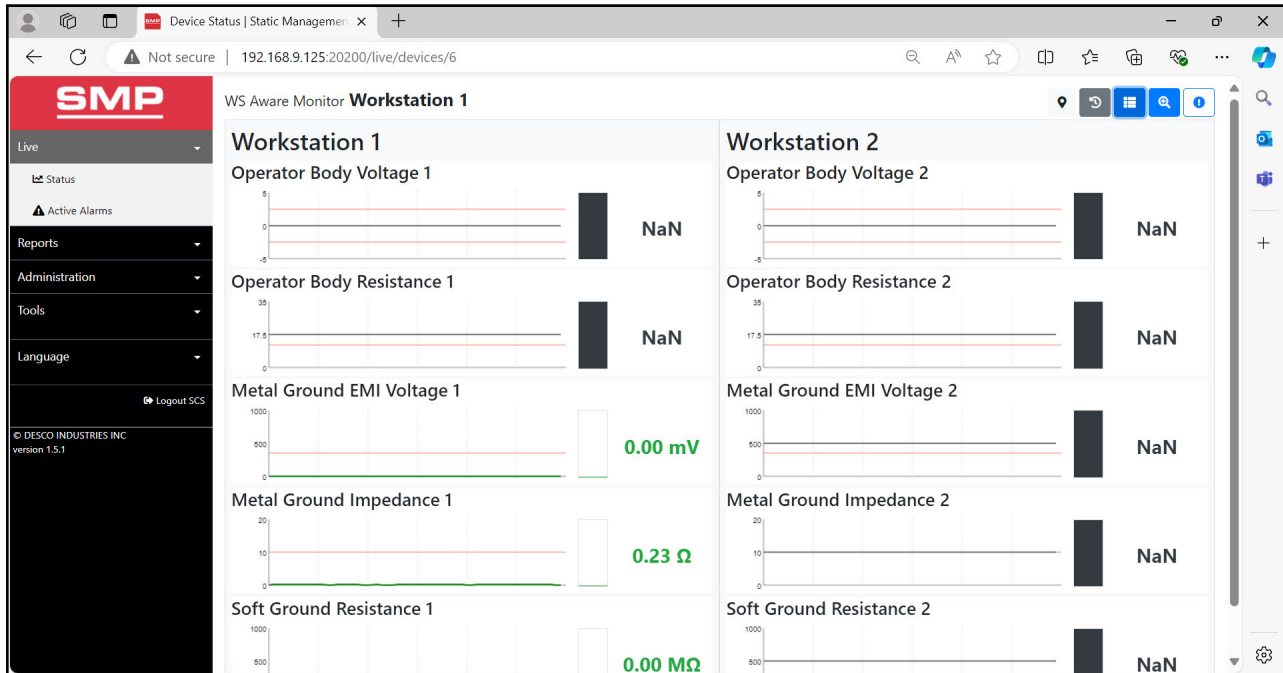 Device Status | Static Managemen
Not secure
192.168.9.125:20200/live/devices/6
SMP
Live
Status
Active Alarms
Reports
Administration
Tools
Language
Logout SCS
© DESCO INDUSTRIES INC
version 1.5.1
WS Aware Monitor Workstation 1
Workstation 1
Operator Body Voltage 1
5
0
-5
NaN
Operator Body Resistance 1
35
17.5
0
NaN
Metal Ground EMI Voltage 1
1000
500
0
0.00 mV
Metal Ground Impedance 1
20
10
0
0.23 Ω
Soft Ground Resistance 1
1000
500
0.00 MΩ
Workstation 2
Operator Body Voltage 2
5
0
-5
NaN
Operator Body Resistance 2
35
17.5
0
NaN
Metal Ground EMI Voltage 2
1000
500
0
NaN
Metal Ground Impedance 2
20
10
0
NaN
Soft Ground Resistance 2
1000
500
NaN